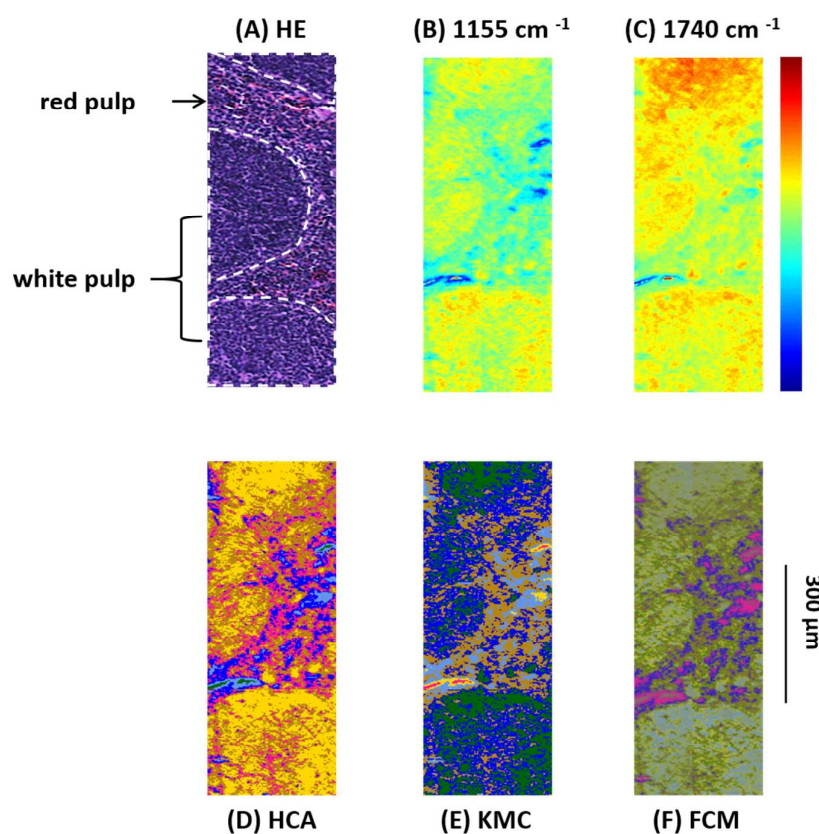 (A) HE
(B) 1155 cm -1
(C) 1740 cm -1
red pulp
white pulp
300 µm
(D) HCA
(E) KMC
(F) FCM